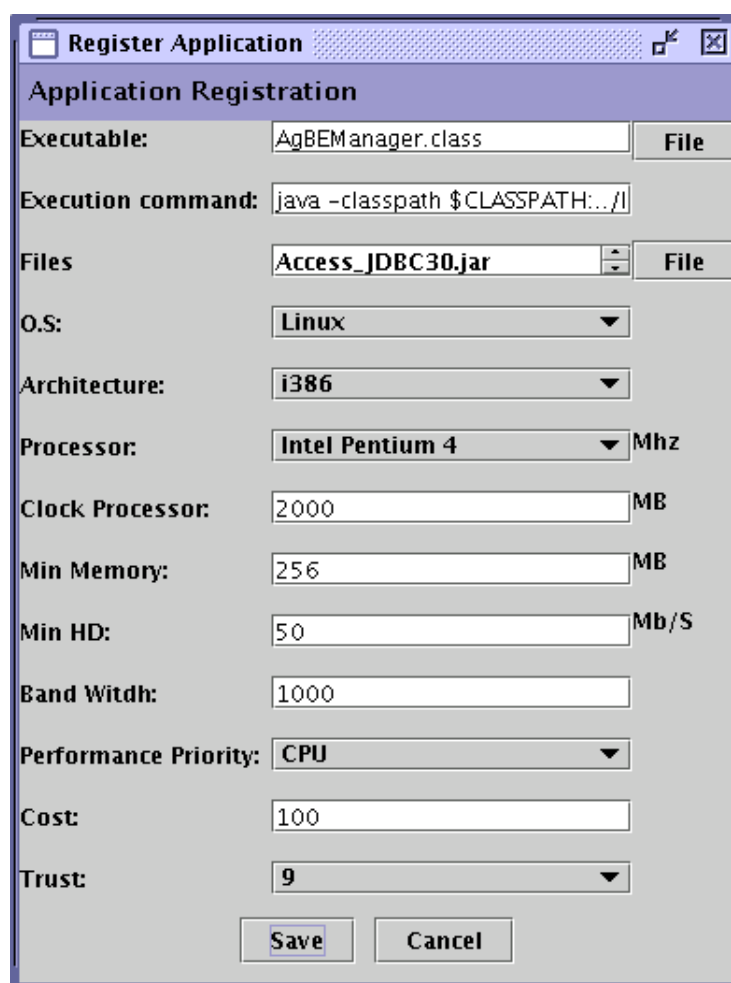 Register Application
Application Registration
Executable: AgBEManager.class File
Execution command: java -classpath $CLASSPATH:../l
Files Access_JDBC30.jar File
O.S: Linux
Architecture: i386
Processor: Intel Pentium 4 Mhz
Clock Processor: 2000 MB
Min Memory: 256 MB
Min HD: 50 Mb/S
Band Witdh: 1000
Performance Priority: CPU
Cost: 100
Trust: 9
Save Cancel